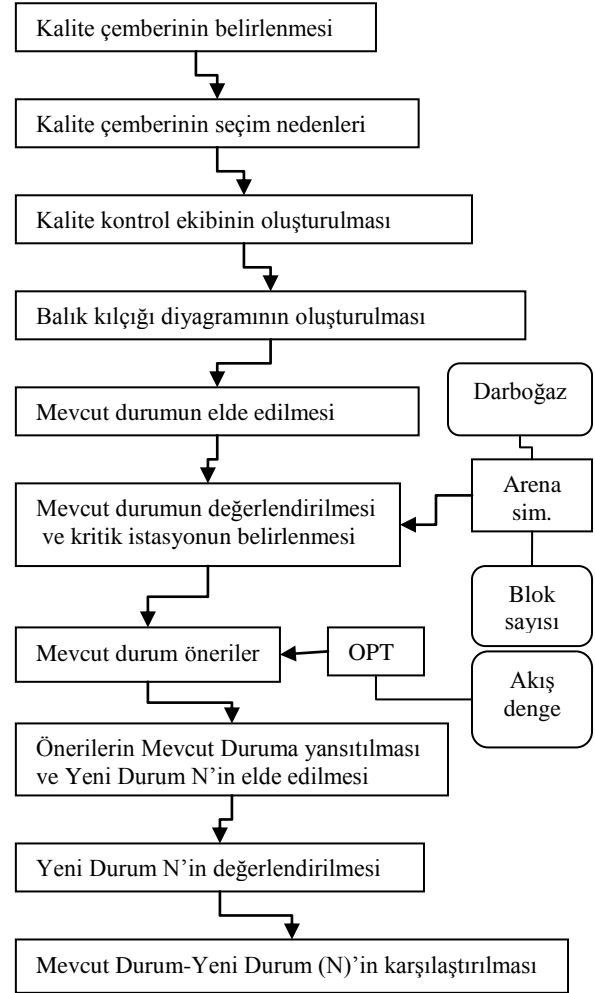 Kalite çemberinin belirlenmesi
Kalite çemberinin seçim nedenleri
Kalite kontrol ekibinin oluşturulması
Balık kılçığı diyagramının oluşturulması
Mevcut durumun elde edilmesi
Darboğaz
Mevcut durumun değerlendirilmesi
ve kritik istasyonun belirlenmesi
Arena
sim.
Blok
sayısı
Mevcut durum öneriler
OPT
Akış
denge
Önerilerin Mevcut Duruma yansıtılması
ve Yeni Durum N’in elde edilmesi
Yeni Durum N’in değerlendirilmesi
Mevcut Durum-Yeni Durum (N)’in karşılaştırılması